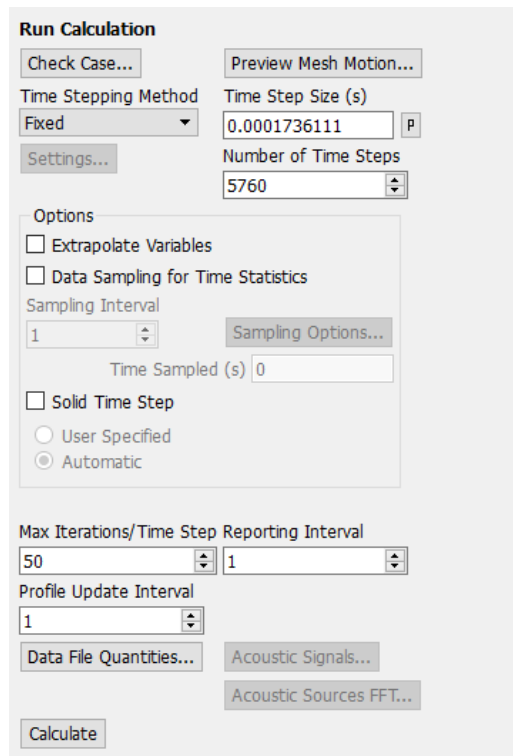 Run Calculation
Check Case... Preview Mesh Motion...
Time Stepping Method Time Step Size (s)
Fixed 0.0001736111 P
Settings... Number of Time Steps
5760
Options
Extrapolate Variables
Data Sampling for Time Statistics
Sampling Interval
1 Sampling Options...
Time Sampled (s) 0
Solid Time Step
User Specified
Automatic
Max Iterations/Time Step Reporting Interval
50 1
Profile Update Interval
1
Data File Quantities... Acoustic Signals...
Acoustic Sources FFT...
Calculate